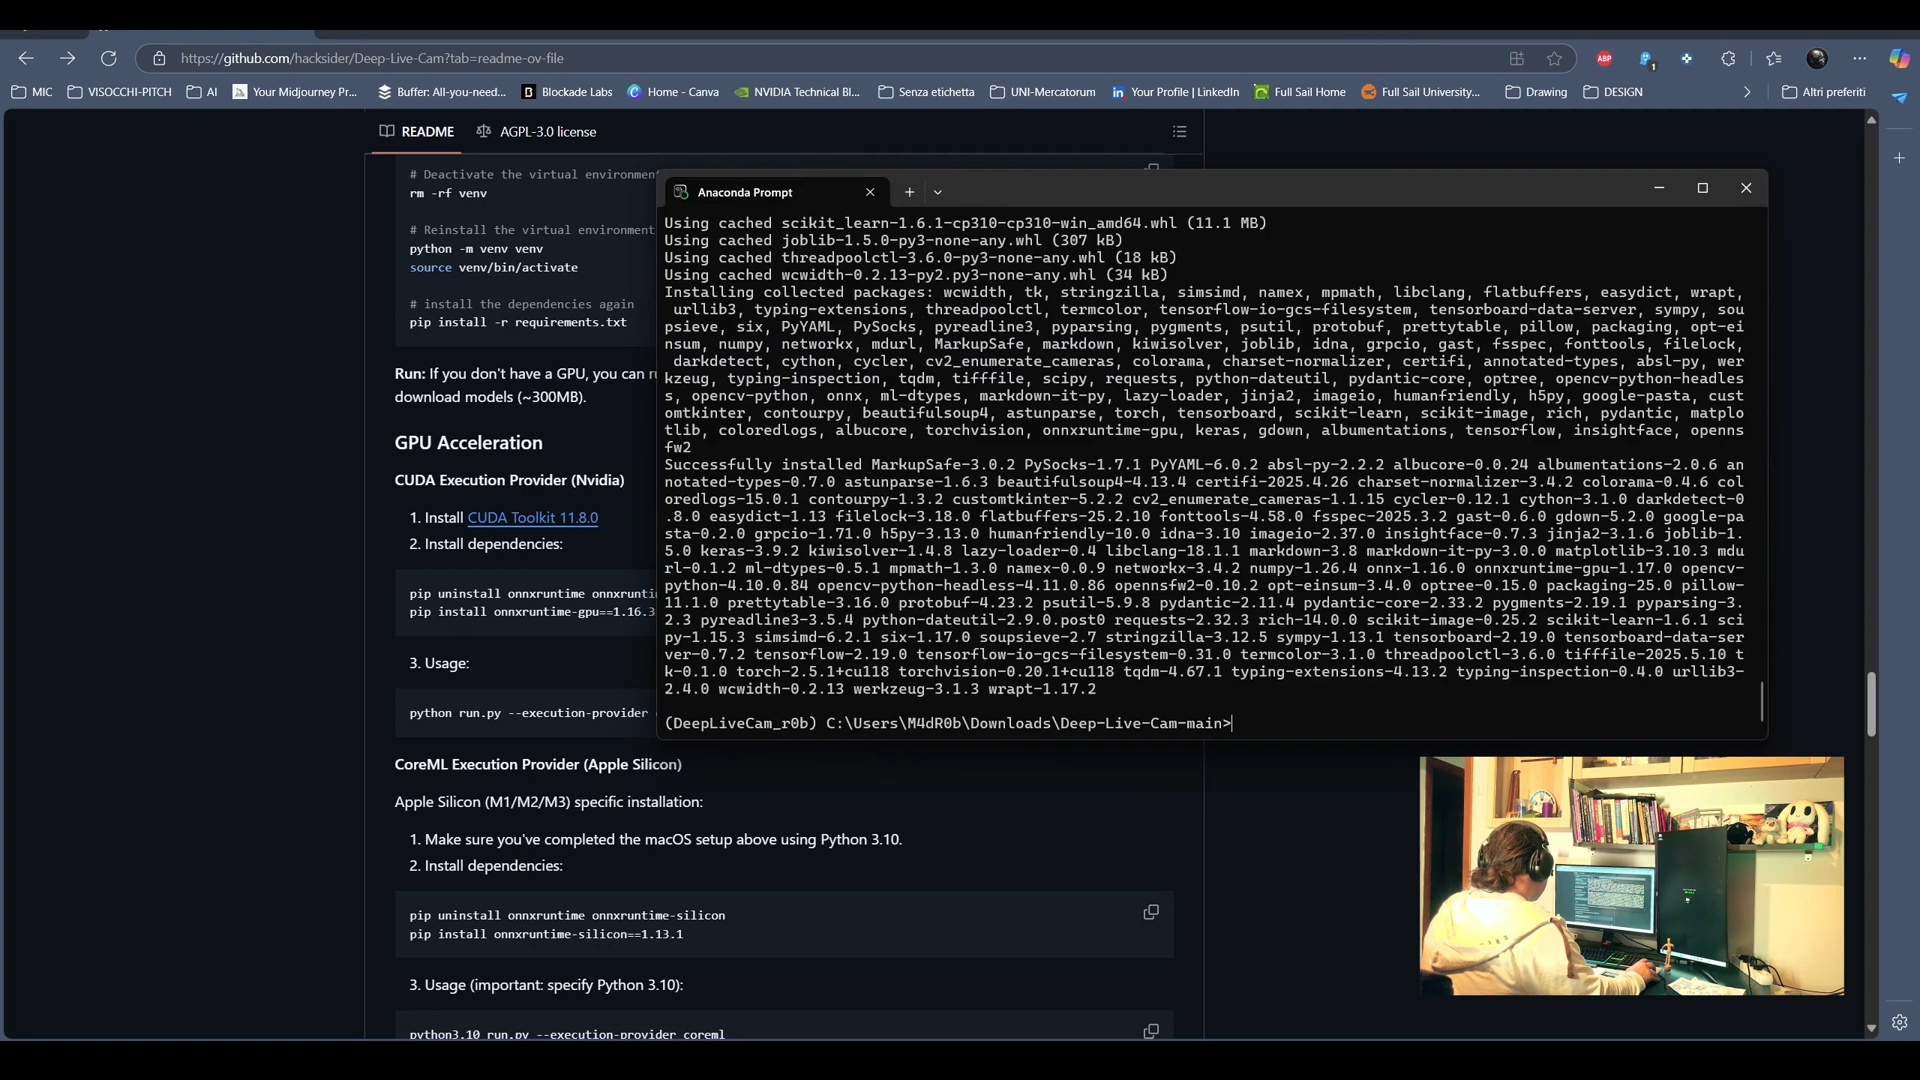 https://github.com/hacksider/Deep-Live-Cam?tab=readme-ov-file
ABP
1
MIC
VISOCCHI-PITCH
AI
Your Midjourney Pr...
Buffer: All-you-need...
Blockade Labs
Home - Canva
NVIDIA Technical Bl...
Senza etichetta
UNI-Mercatorum
Your Profile | LinkedIn
Full Sail Home
Full Sail University...
Drawing
DESIGN
Altri preferiti
README
AGPL-3.0 license
# Deactivate the virtual environment
rm -rf venv
# Reinstall the virtual environment
python -m venv venv
source venv/bin/activate
# install the dependencies again
pip install -r requirements.txt
Run: If you don't have a GPU, you can
download models (~300MB).
GPU Acceleration
CUDA Execution Provider (Nvidia)
1. Install CUDA Toolkit 11.8.0
2. Install dependencies:
pip uninstall onnxruntime
pip install onnxruntime-gpu==1.16.3
3. Usage:
python run.py --execution-provider
CoreML Execution Provider (Apple Silicon)
Apple Silicon (M1/M2/M3) specific installation:
1. Make sure you've completed the macOS setup above using Python 3.10.
2. Install dependencies:
pip uninstall onnxruntime onnxruntime-silicon
pip install onnxruntime-silicon==1.13.1
3. Usage (important: specify Python 3.10):
python3.10 run.py --execution-provider coreml
Anaconda Prompt
Using cached scikit_learn-1.6.1-cp310-cp310-win_amd64.whl (11.1 MB)
Using cached joblib-1.5.0-py3-none-any.whl (307 kB)
Using cached threadpoolctl-3.6.0-py3-none-any.whl (18 kB)
Using cached wcwidth-0.2.13-py2.py3-none-any.whl (34 kB)
Installing collected packages: wcwidth, tk, stringzilla, simsimd, namex, mpmath, libclang, flatbuffers, easydict, wrapt,
urllib3, typing-extensions, threadpoolctl, termcolor, tensorflow-io-gcs-filesystem, tensorboard-data-server, sympy, sou
psieve, six, PyYAML, PySocks, pyreadline3, pyparsing, pygments, psutil, protobuf, prettytable, pillow, packaging, opt-ei
nsum, numpy, networkx, mdurl, MarkupSafe, markdown, kiwisolver, joblib, idna, grpcio, gast, fsspec, fonttools, filelock,
darkdetect, cython, cycler, cv2_enumerate_cameras, colorama, charset-normalizer, certifi, annotated-types, absl-py, wer
kzeug, typing-inspection, tqdm, tifffile, scipy, requests, python-dateutil, pydantic-core, optree, opencv-python-headles
s, opencv-python, onnx, ml-dtypes, markdown-it-py, lazy-loader, jinja2, imageio, humanfriendly, h5py, google-pasta, cust
omtkinter, contourpy, beautifulsoup4, astunparse, torch, tensorboard, scikit-learn, scikit-image, rich, pydantic, matplo
tlib, coloredlogs, albucore, torchvision, onnxruntime-gpu, keras, gdown, albumentations, tensorflow, insightface, openns
fw2
Successfully installed MarkupSafe-3.0.2 PySocks-1.7.1 PyYAML-6.0.2 absl-py-2.2.2 albucore-0.0.24 albumentations-2.0.6 an
notated-types-0.7.0 astunparse-1.6.3 beautifulsoup4-4.13.4 certifi-2025.4.26 charset-normalizer-3.4.2 colorama-0.4.6 col
oredlogs-15.0.1 contourpy-1.3.2 customtkinter-5.2.2 cv2_enumerate_cameras-1.1.15 cycler-0.12.1 cython-3.1.0 darkdetect-0
.8.0 easydict-1.13 filelock-3.18.0 flatbuffers-25.2.10 fonttools-4.58.0 fsspec-2025.3.2 gast-0.6.0 gdown-5.2.0 google-pa
sta-0.2.0 grpcio-1.71.0 h5py-3.13.0 humanfriendly-10.0 idna-3.10 imageio-2.37.0 insightface-0.7.3 jinja2-3.1.6 joblib-1.
5.0 keras-3.9.2 kiwisolver-1.4.8 lazy-loader-0.4 libclang-18.1.1 markdown-3.8 markdown-it-py-3.0.0 matplotlib-3.10.3 mdu
rl-0.1.2 ml-dtypes-0.5.1 mpmath-1.3.0 namex-0.0.9 networkx-3.4.2 numpy-1.26.4 onnx-1.16.0 onnxruntime-gpu-1.17.0 opencv-
python-4.10.0.84 opencv-python-headless-4.11.0.86 opennsfw2-0.10.2 opt-einsum-3.4.0 optree-0.15.0 packaging-25.0 pillow-
11.1.0 prettytable-3.16.0 protobuf-4.23.2 psutil-5.9.8 pydantic-2.11.4 pydantic-core-2.33.2 pygments-2.19.1 pyparsing-3.
2.3 pyreadline3-3.5.4 python-dateutil-2.9.0.post0 requests-2.32.3 rich-14.0.0 scikit-image-0.25.2 scikit-learn-1.6.1 sci
py-1.15.3 simsimd-6.2.1 six-1.17.0 soupsieve-2.7 stringzilla-3.12.5 sympy-1.13.1 tensorboard-2.19.0 tensorboard-data-ser
ver-0.7.2 tensorflow-2.19.0 tensorflow-io-gcs-filesystem-0.31.0 termcolor-3.1.0 threadpoolctl-3.6.0 tifffile-2025.5.10 t
k-0.1.0 torch-2.5.1+cu118 torchvision-0.20.1+cu118 tqdm-4.67.1 typing-extensions-4.13.2 typing-inspection-0.4.0 urllib3-
2.4.0 wcwidth-0.2.13 werkzeug-3.1.3 wrapt-1.17.2
(DeepLiveCam_r0b) C:\Users\M4dR0b\Downloads\Deep-Live-Cam-main>